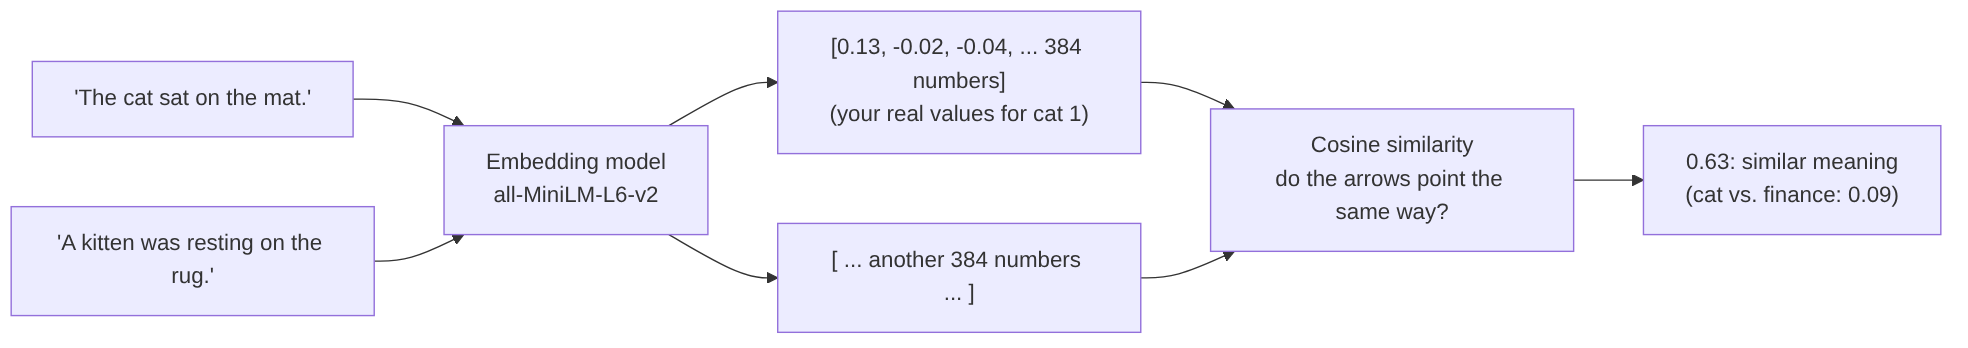 'The cat sat on the mat.'
'A kitten was resting on the
rug.'
Embedding model
all-MiniLM-L6-v2
[0.13, -0.02, -0.04, ... 384
numbers]
(your real values for cat 1)
[ ... another 384 numbers
... ]
Cosine similarity
do the arrows point the
same way?
0.63: similar meaning
(cat vs. finance: 0.09)